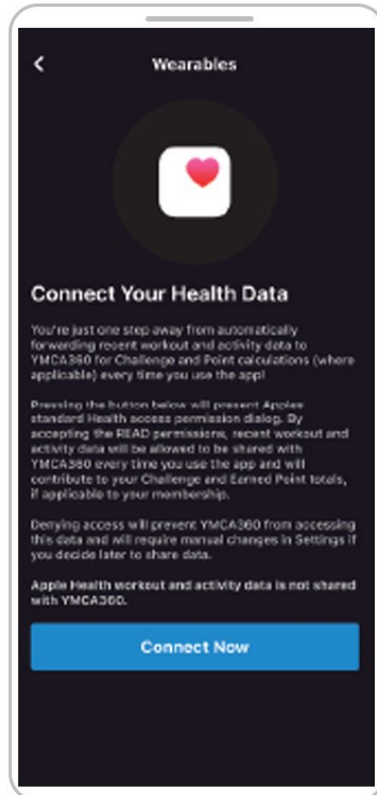 Wearables
Connect Your Health Data
You're just one step away from automatically
forwarding recent workout and activity data to
YMCA360 for Challenge and Point calculations (where
applicable) every time you use the app!
Pressing the button below will present Apples
standard Health access permission dialog. By
accepting the READ permissions, recent workout and
activity data will be allowed to be shared with
YMCA360 every time you use the app and will
contribute to your Challenge and Earned Point totals,
if applicable to your membership.
Denying access will prevent YMCA360 from accessing
this data and will require manual changes in Settings if
you decide later to share data.
Apple Health workout and activity data is not shared
with YMCA360.
Connect Now